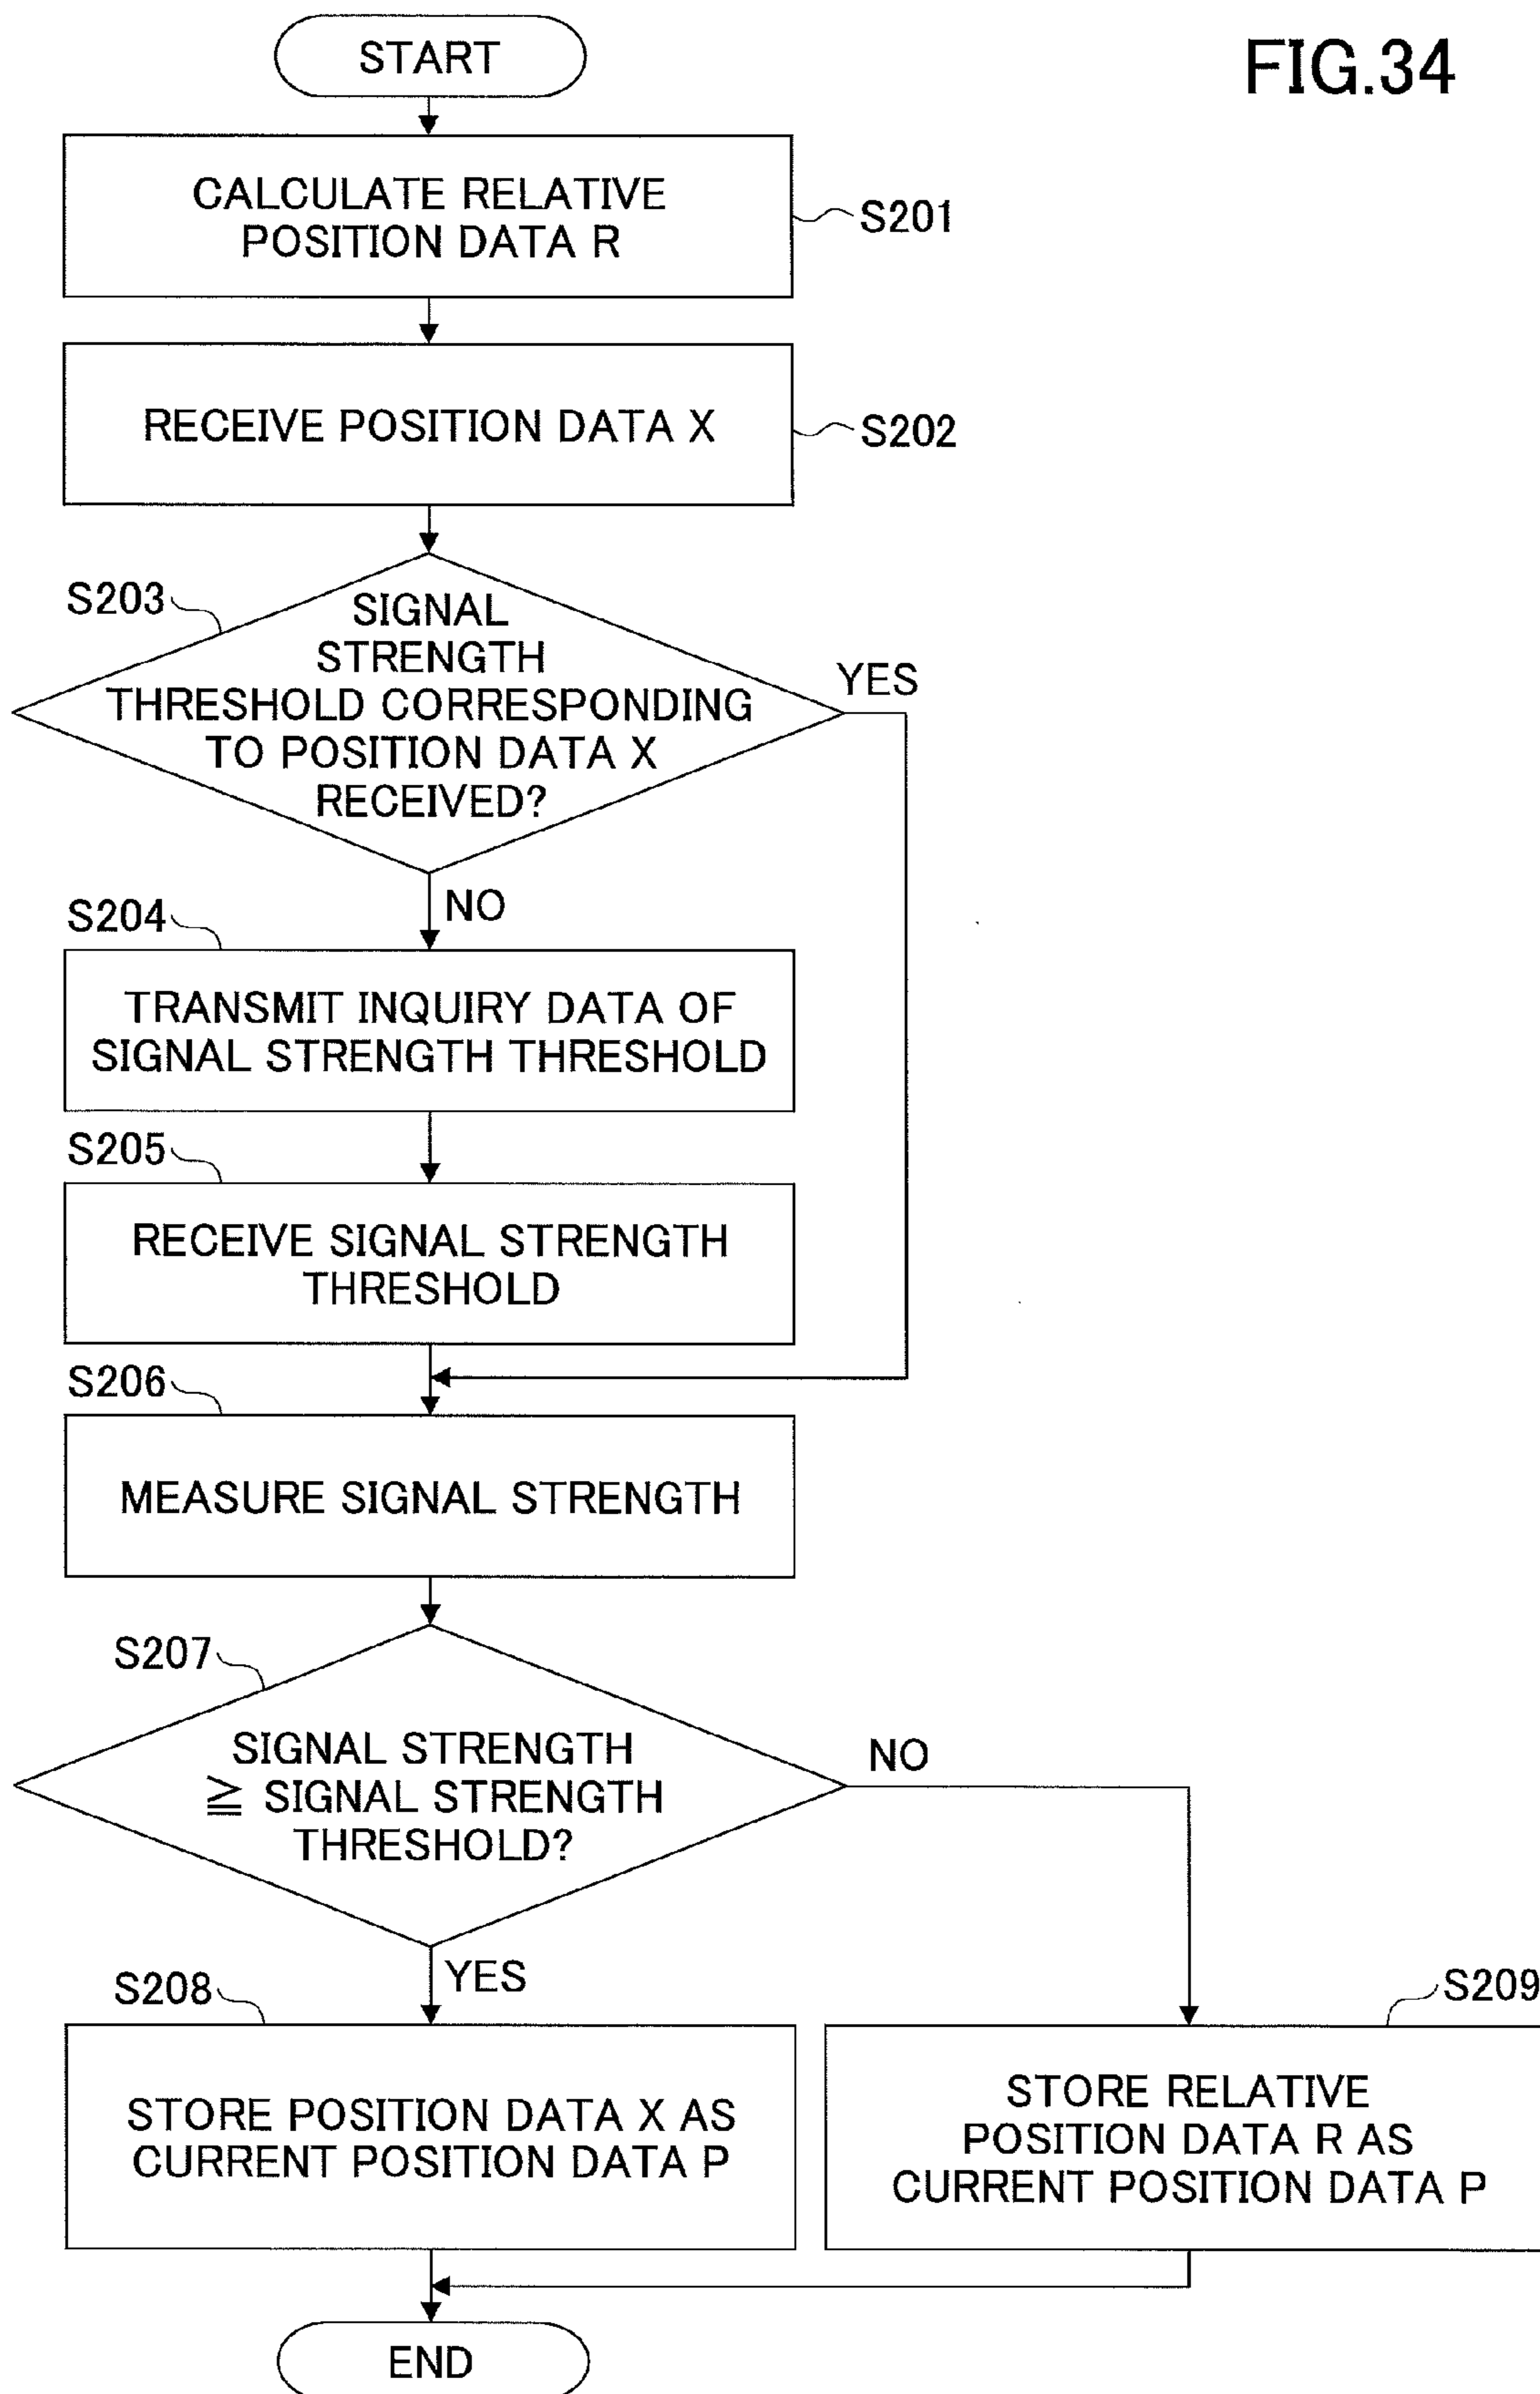 FIG.34
START
CALCULATE RELATIVE
POSITION DATA R
S201
RECEIVE POSITION DATA X
S202
S203
SIGNAL
STRENGTH
THRESHOLD CORRESPONDING
TO POSITION DATA X
RECEIVED?
YES
NO
S204
TRANSMIT INQUIRY DATA OF
SIGNAL STRENGTH THRESHOLD
S205
RECEIVE SIGNAL STRENGTH
THRESHOLD
S206
MEASURE SIGNAL STRENGTH
S207
SIGNAL STRENGTH
≧ SIGNAL STRENGTH
THRESHOLD?
NO
YES
S208
STORE POSITION DATA X AS
CURRENT POSITION DATA P
S209
STORE RELATIVE
POSITION DATA R AS
CURRENT POSITION DATA P
END